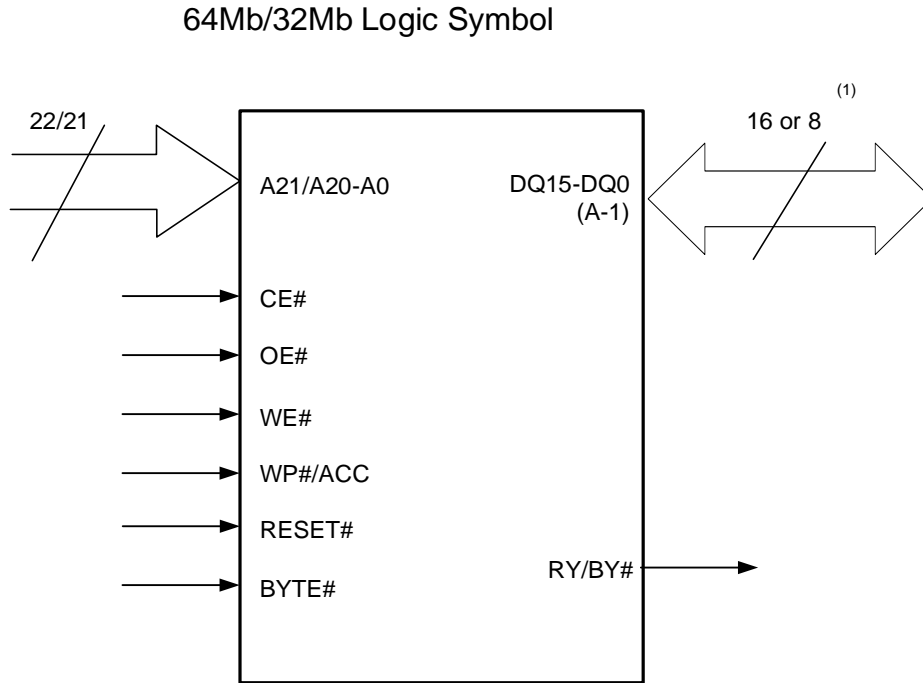 64Mb/32Mb Logic Symbol
(1)
22/21
16 or 8
A21/A20-A0
DQ15-DQ0
(A-1)
CE#
OE#
WE#
WP#/ACC
RESET#
RY/BY#
BYTE#